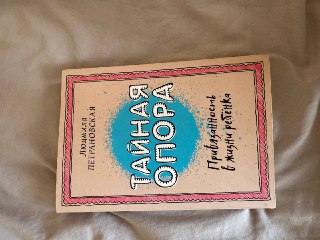 Людмила
ПЕТРАНОВСКАЯ
ТАЙНАЯ
ОПОРА
Привязанность
в жизни ребенка